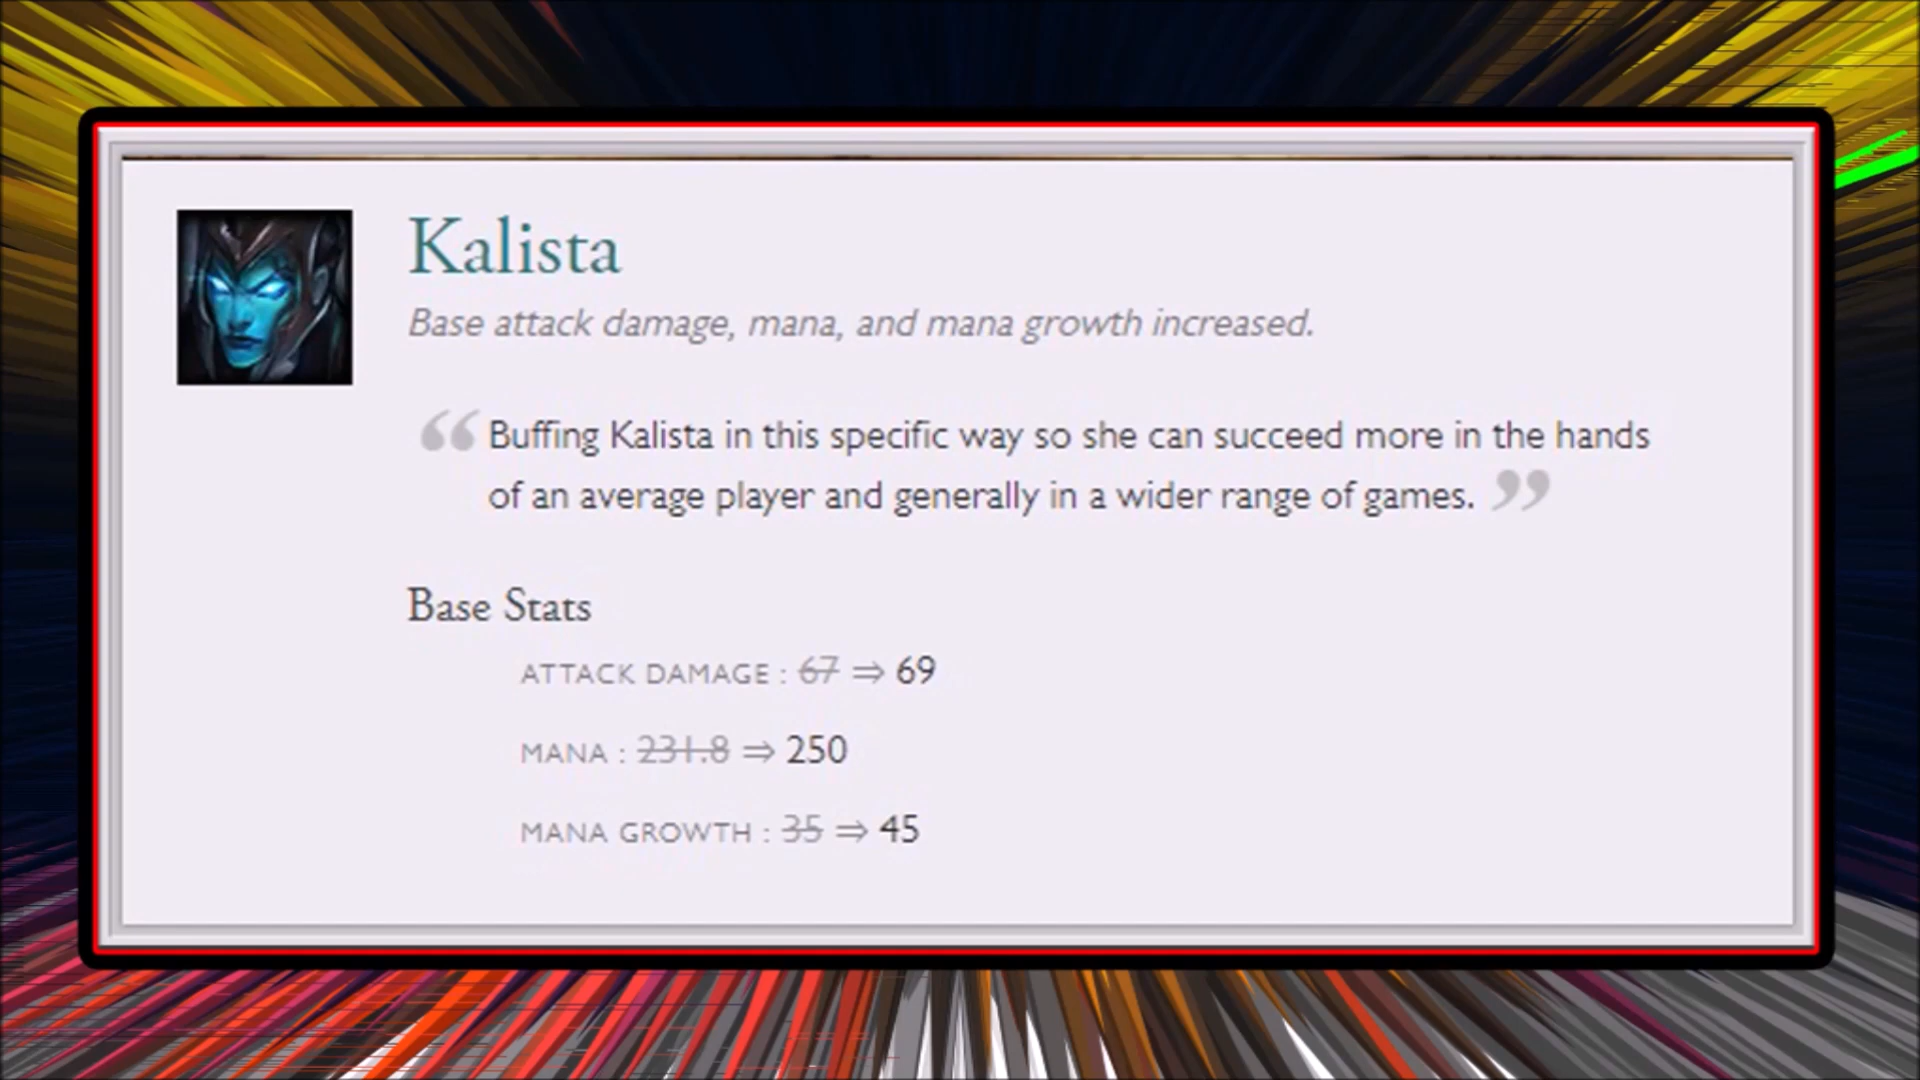 Kalista
Base attack damage, mana, and mana growth increased.
“Buffing Kalista in this specific way so she can succeed more in the hands
of an average player and generally in a wider range of games.”
Base Stats
ATTACK DAMAGE : 67 ⇒ 69
MANA : 231.8 ⇒ 250
MANA GROWTH : 35 ⇒ 45